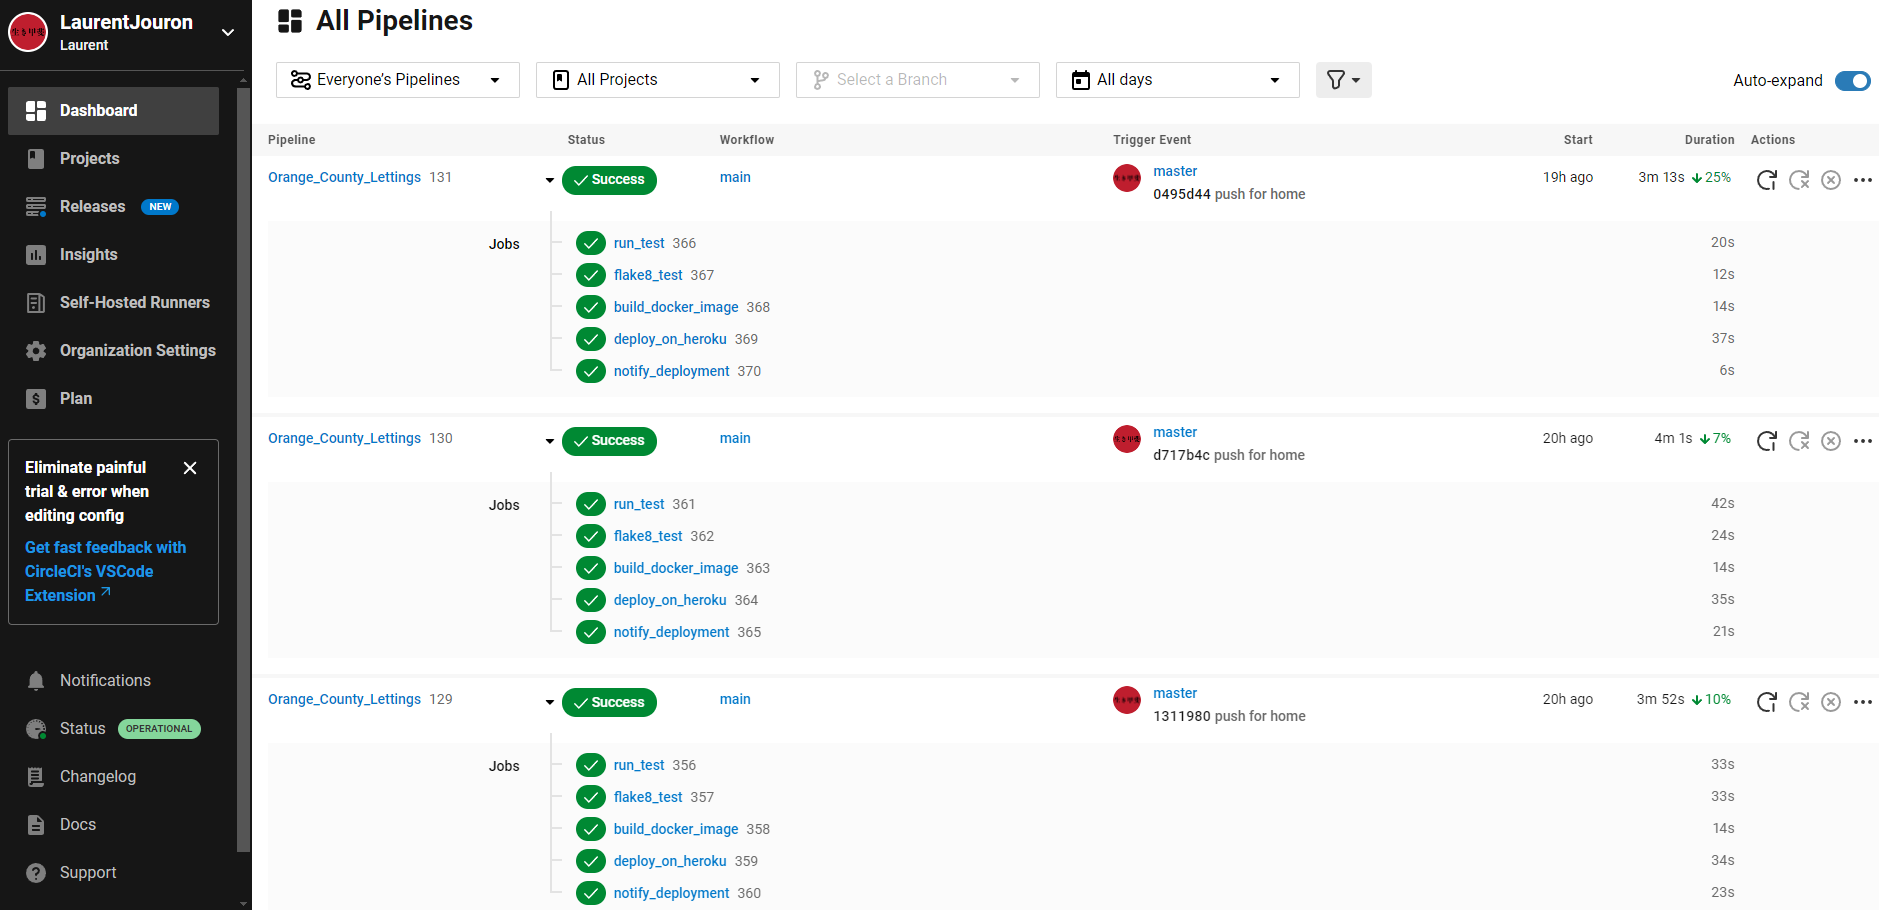 LaurentJouron
Laurent
Dashboard
Projects
Releases NEW
Insights
Self-Hosted Runners
Organization Settings
Plan
Eliminate painful
trial & error when
editing config
Get fast feedback with
CircleCI's VSCode
Extension
Notifications
Status OPERATIONAL
Changelog
Docs
Support
All Pipelines
Everyone's Pipelines All Projects Select a Branch All days Auto-expand
Pipeline Status Workflow Trigger Event Start Duration Actions
Orange_County_Lettings 131 Success main master 19h ago 3m 13s 25%
0495d44 push for home
Jobs run_test 366 20s
flake8_test 367 12s
build_docker_image 368 14s
deploy_on_heroku 369 37s
notify_deployment 370 6s
Orange_County_Lettings 130 Success main master 20h ago 4m 1s 7%
d717b4c push for home
Jobs run_test 361 42s
flake8_test 362 24s
build_docker_image 363 14s
deploy_on_heroku 364 35s
notify_deployment 365 21s
Orange_County_Lettings 129 Success main master 20h ago 3m 52s 10%
1311980 push for home
Jobs run_test 356 33s
flake8_test 357 33s
build_docker_image 358 14s
deploy_on_heroku 359 34s
notify_deployment 360 23s